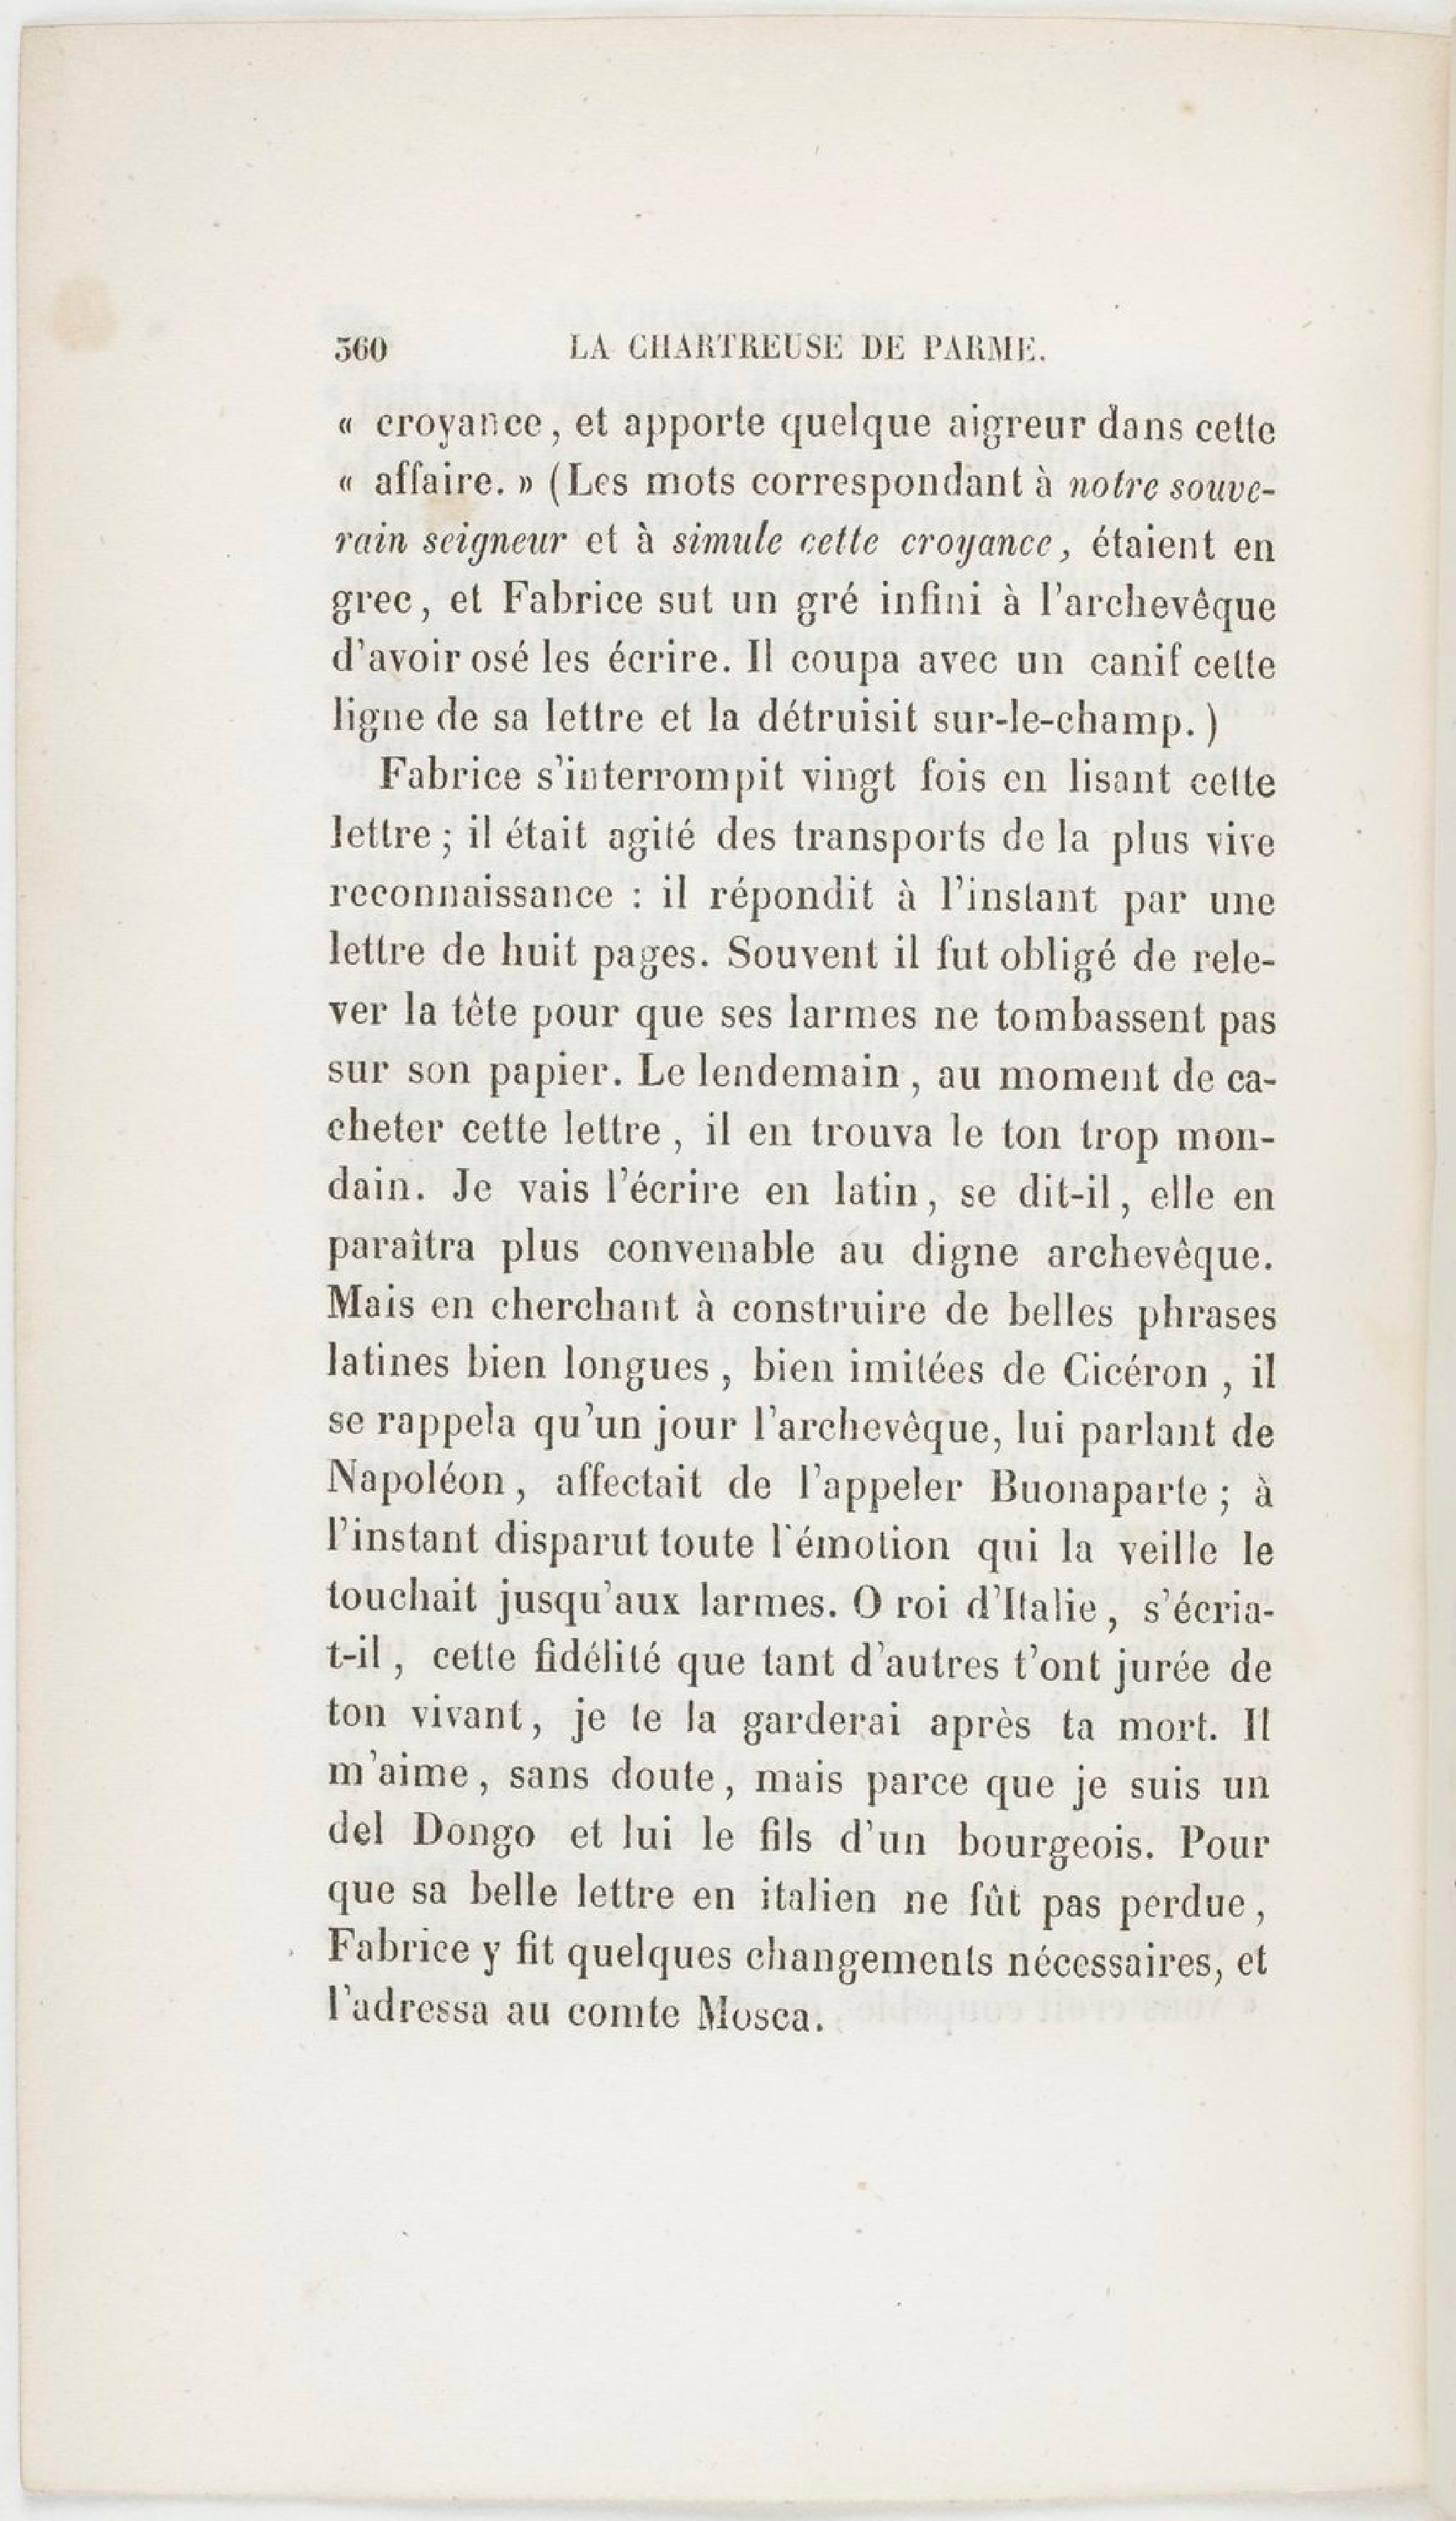 360 LA CHARTREUSE DE PARME.
« croyance, et apporte quelque aigreur dans cette
« affaire. » (Les mots correspondant à notre souve-
rain seigneur et à simule cette croyance, étaient en
grec, et Fabrice sut un gré infini à l'archevêque
d'avoir osé les écrire. Il coupa avec un canif cette
ligne de sa lettre et la détruisit sur-le-champ.)
Fabrice s'interrompit vingt fois en lisant cette
lettre ; il était agité des transports de la plus vive
reconnaissance : il répondit à l'instant par une
lettre de huit pages. Souvent il fut obligé de rele-
ver la tête pour que ses larmes ne tombassent pas
sur son papier. Le lendemain, au moment de ca-
cheter cette lettre, il en trouva le ton trop mon-
dain. Je vais l'écrire en latin, se dit-il, elle en
paraîtra plus convenable au digne archevêque.
Mais en cherchant à construire de belles phrases
latines bien longues, bien imitées de Cicéron, il
se rappela qu'un jour l'archevêque, lui parlant de
Napoléon, affectait de l'appeler Buonaparte ; à
l'instant disparut toute l'émotion qui la veille le
touchait jusqu'aux larmes. O roi d'Italie, s'écria-
t-il, cette fidélité que tant d'autres t'ont jurée de
ton vivant, je te la garderai après ta mort. Il
m'aime, sans doute, mais parce que je suis un
del Dongo et lui le fils d'un bourgeois. Pour
que sa belle lettre en italien ne fût pas perdue,
Fabrice y fit quelques changements nécessaires, et
l'adressa au comte Mosca.